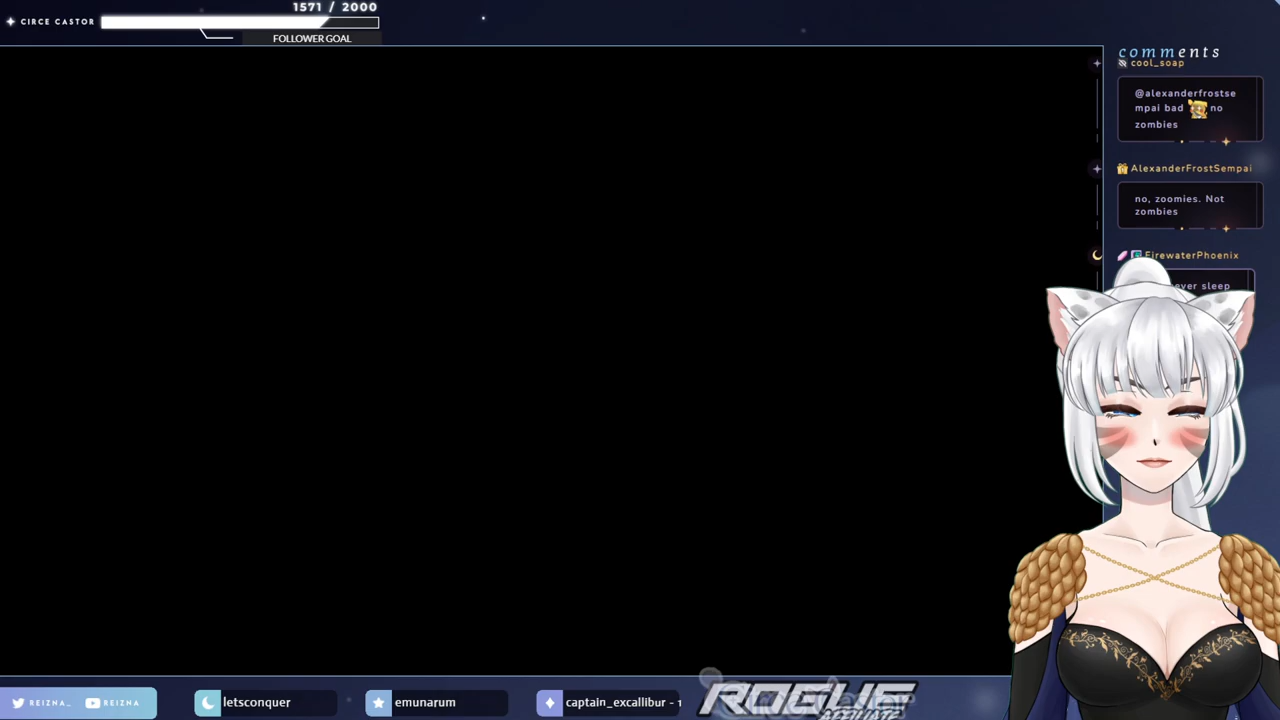 1571 / 2000
CIRCE CASTOR
FOLLOWER GOAL
comments
cool_soap
@alexanderfrostse
mpai bad no
zombies
AlexanderFrostSempai
no, zoomies. Not
zombies
FirewaterPhoenix
ever sleep
REIZNA_ REIZNA
letsconquer
emunarum
captain_excallibur -
ROGUE
AFFILIATE